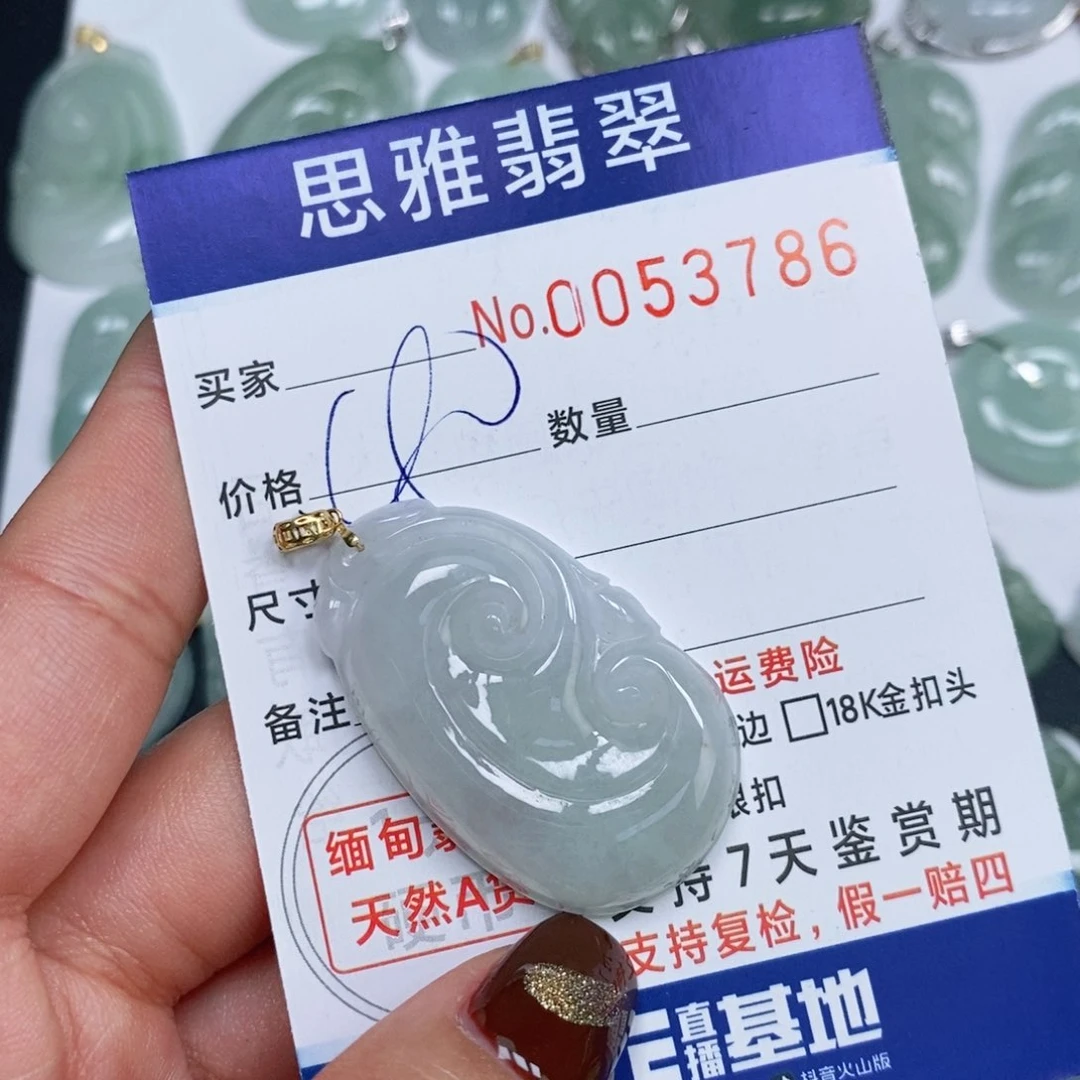 思雅翡翠
No.0053786
买家
价格 数量
尺寸
备注
运费险
边 □18K金扣头
银扣
缅甸翡
天然A货
支持7天鉴赏期
支持复检，假一赔四
直播基地
抖音火山版